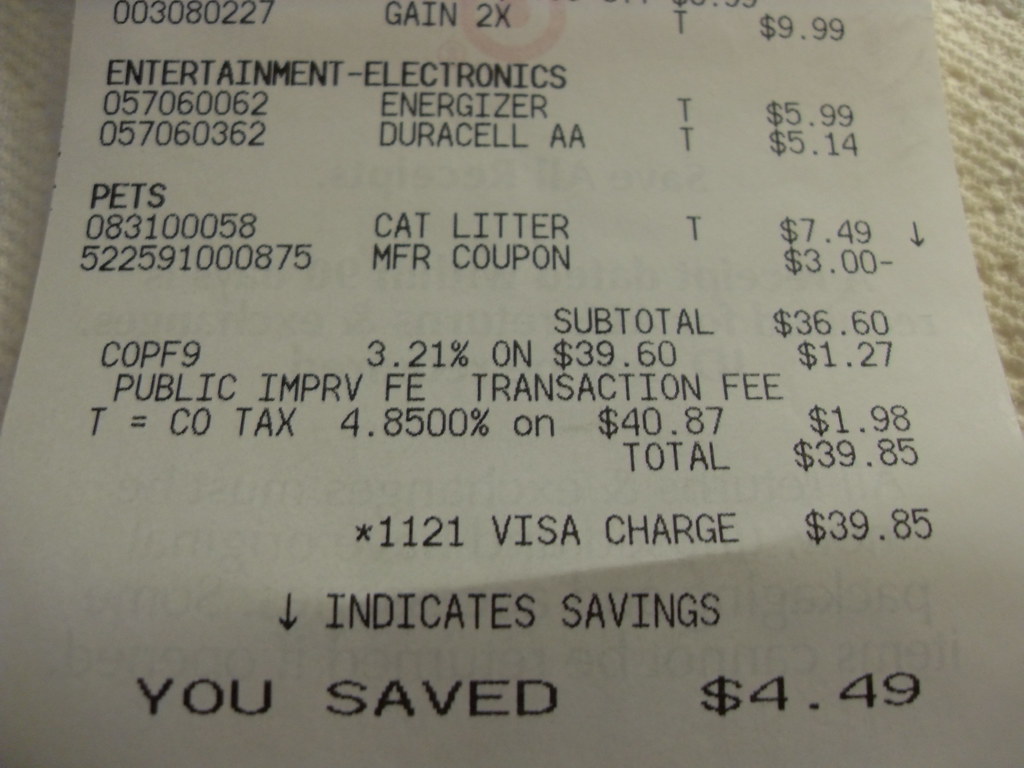 003080227 GAIN 2X T $9.99
ENTERTAINMENT-ELECTRONICS
057060062 ENERGIZER T $5.99
057060362 DURACELL AA T $5.14
PETS
083100058 CAT LITTER T $7.49 ↓
522591000875 MFR COUPON $3.00-
SUBTOTAL $36.60
COPF9 3.21% ON $39.60 $1.27
PUBLIC IMPRV FE TRANSACTION FEE
T = CO TAX 4.8500% on $40.87 $1.98
TOTAL $39.85
*1121 VISA CHARGE $39.85
↓ INDICATES SAVINGS
YOU SAVED $4.49